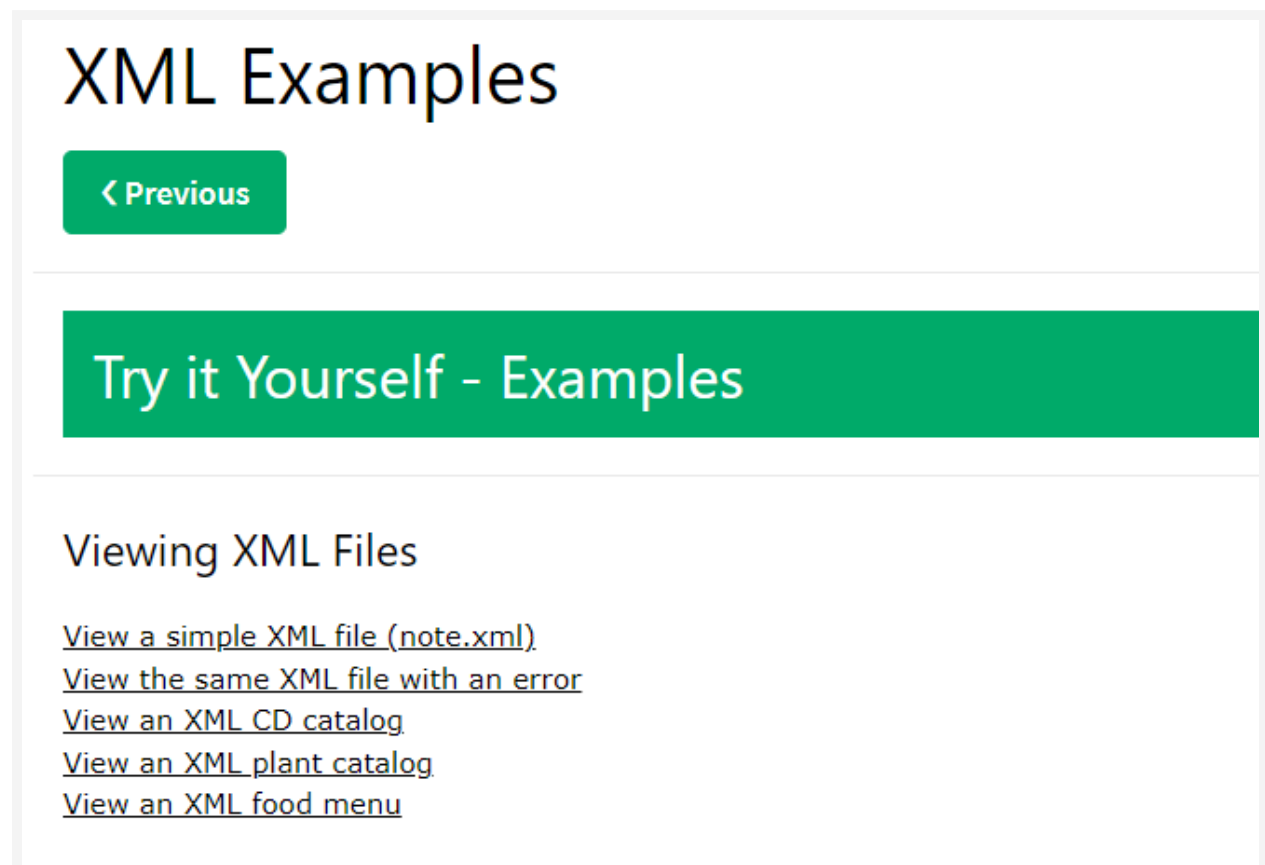 XML Examples
❮ Previous
Try it Yourself - Examples
Viewing XML Files
View a simple XML file (note.xml)
View the same XML file with an error
View an XML CD catalog
View an XML plant catalog
View an XML food menu